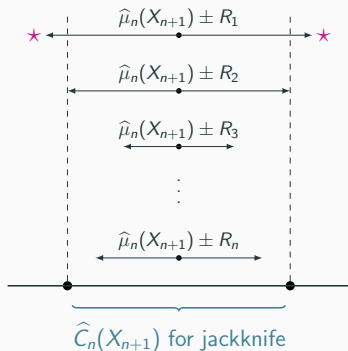 μ̂ₙ(Xₙ₊₁) ± R₁
μ̂ₙ(Xₙ₊₁) ± R₂
μ̂ₙ(Xₙ₊₁) ± R₃
⋮
μ̂ₙ(Xₙ₊₁) ± Rₙ
Ĉₙ(Xₙ₊₁) for jackknife